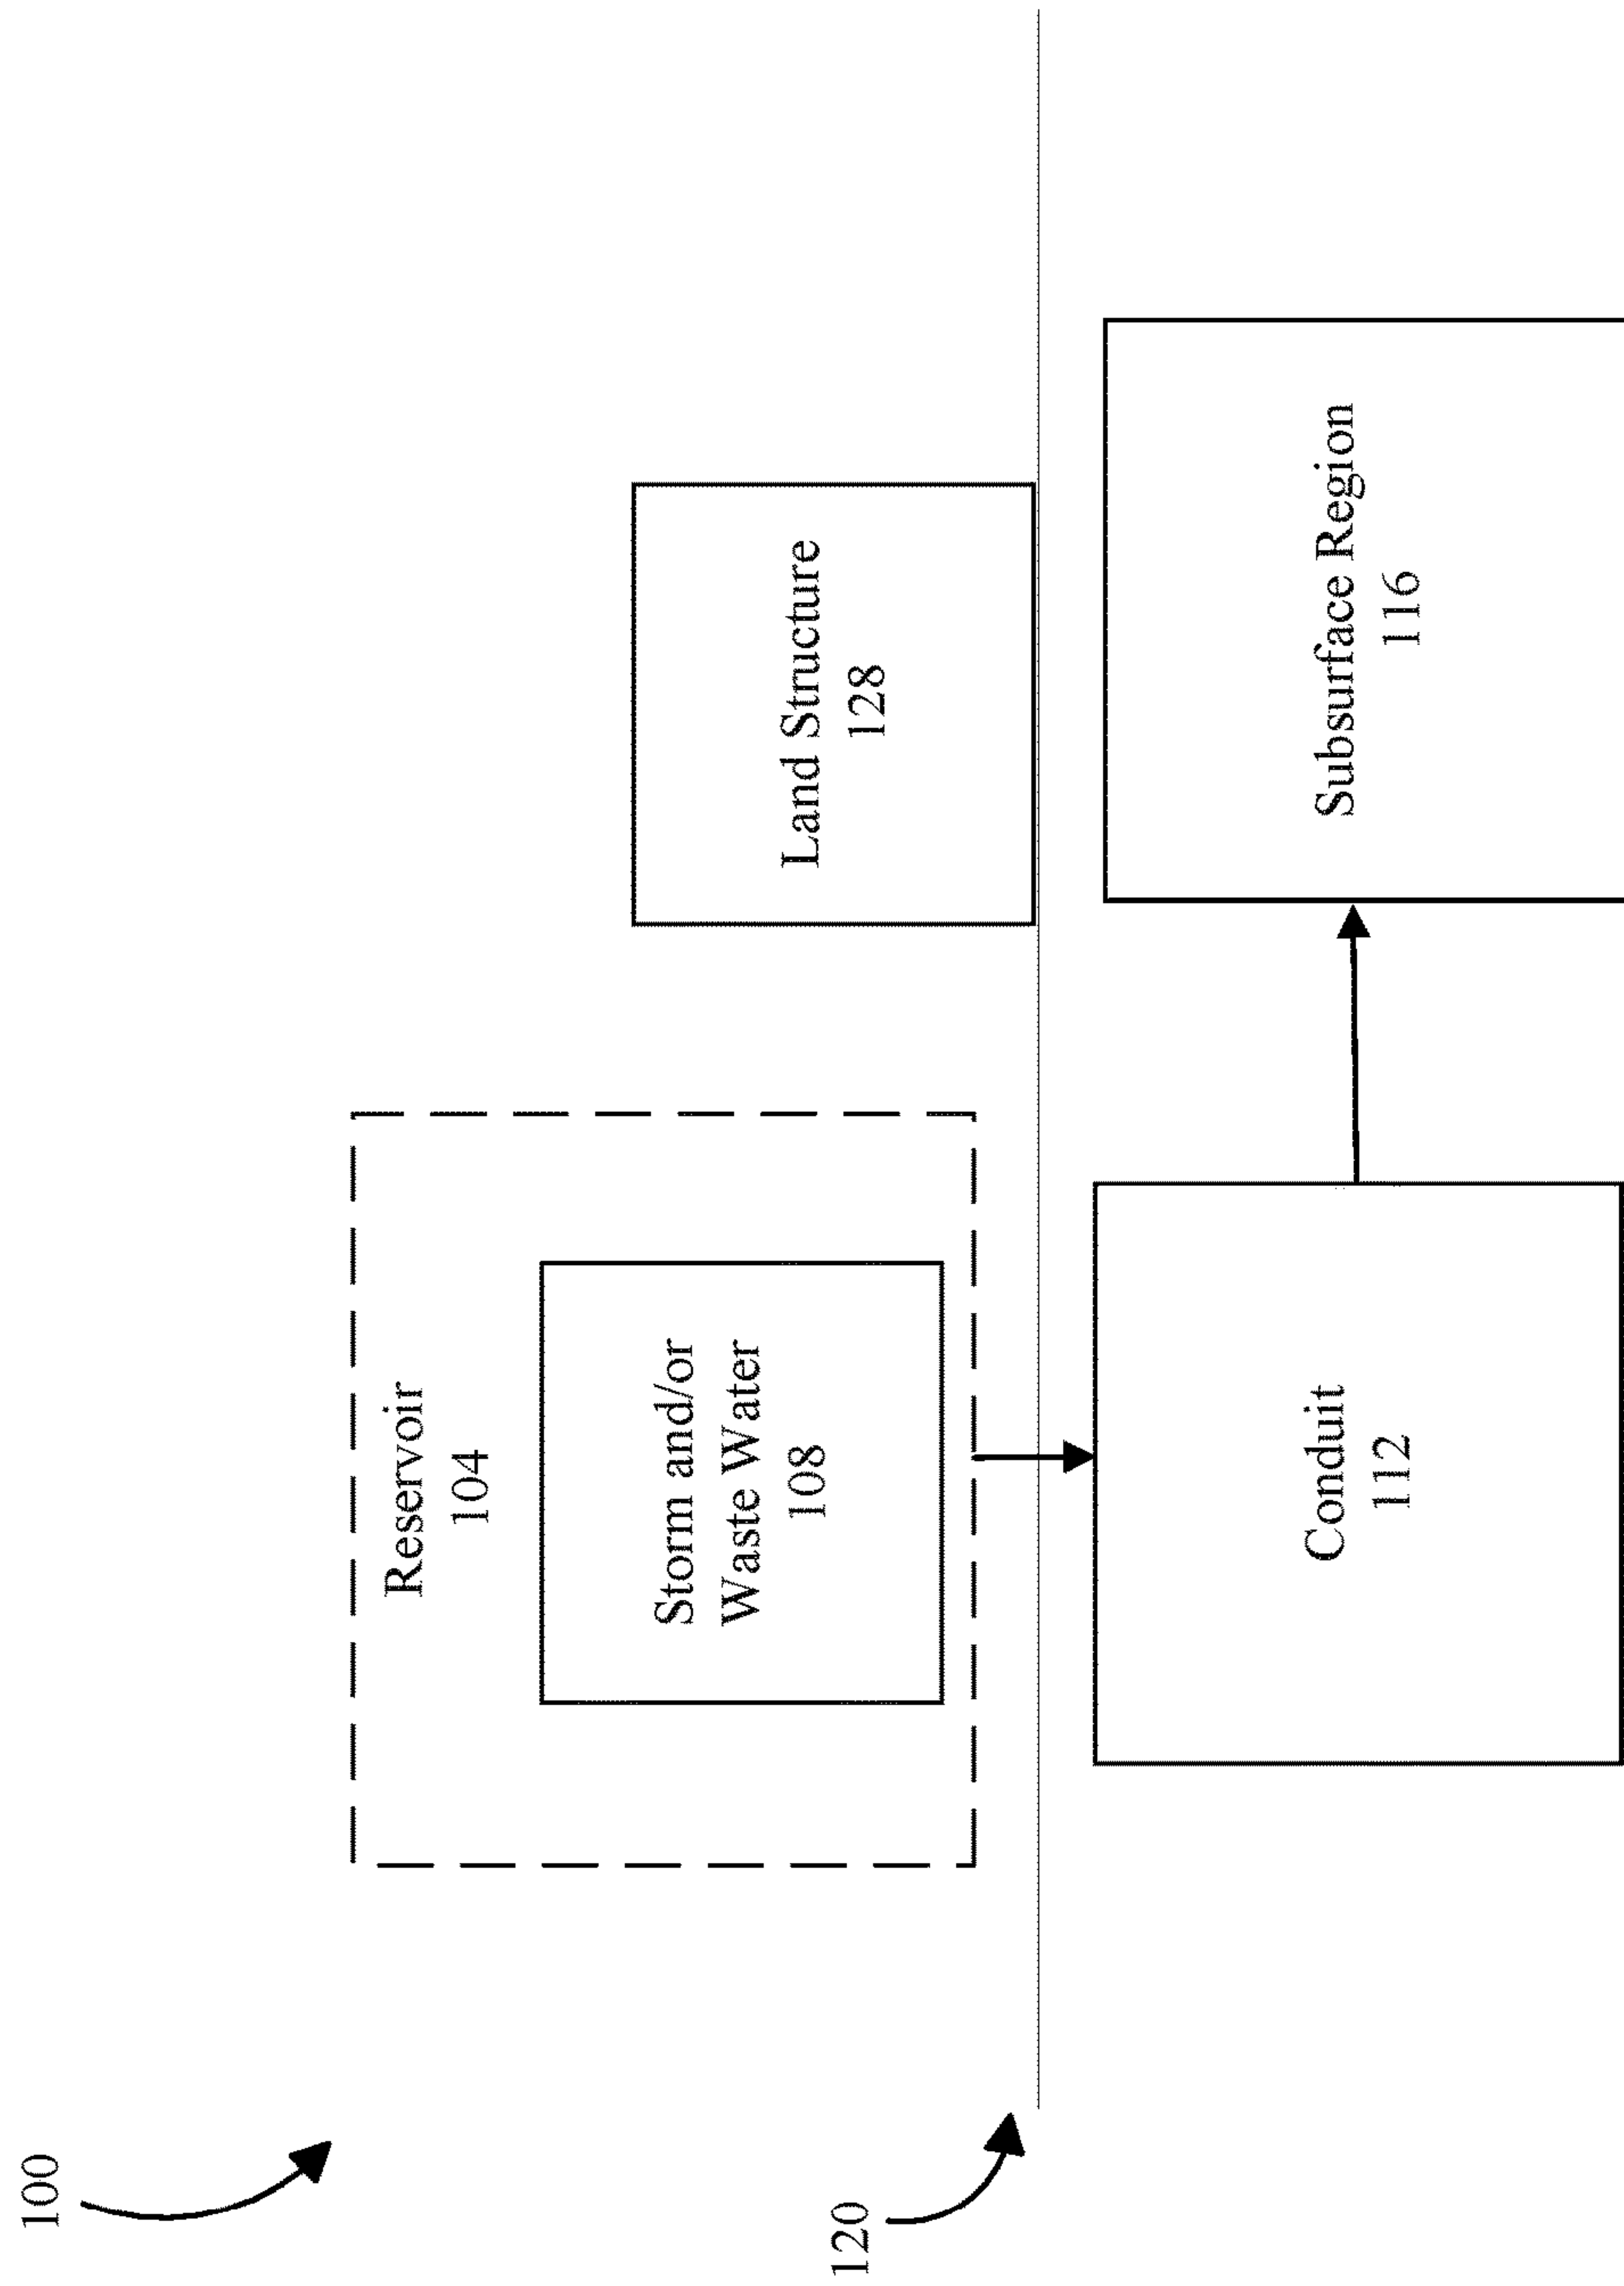 100
Reservoir
104
Storm and/or
Waste Water
108
Land Structure
128
120
Conduit
112
Subsurface Region
116